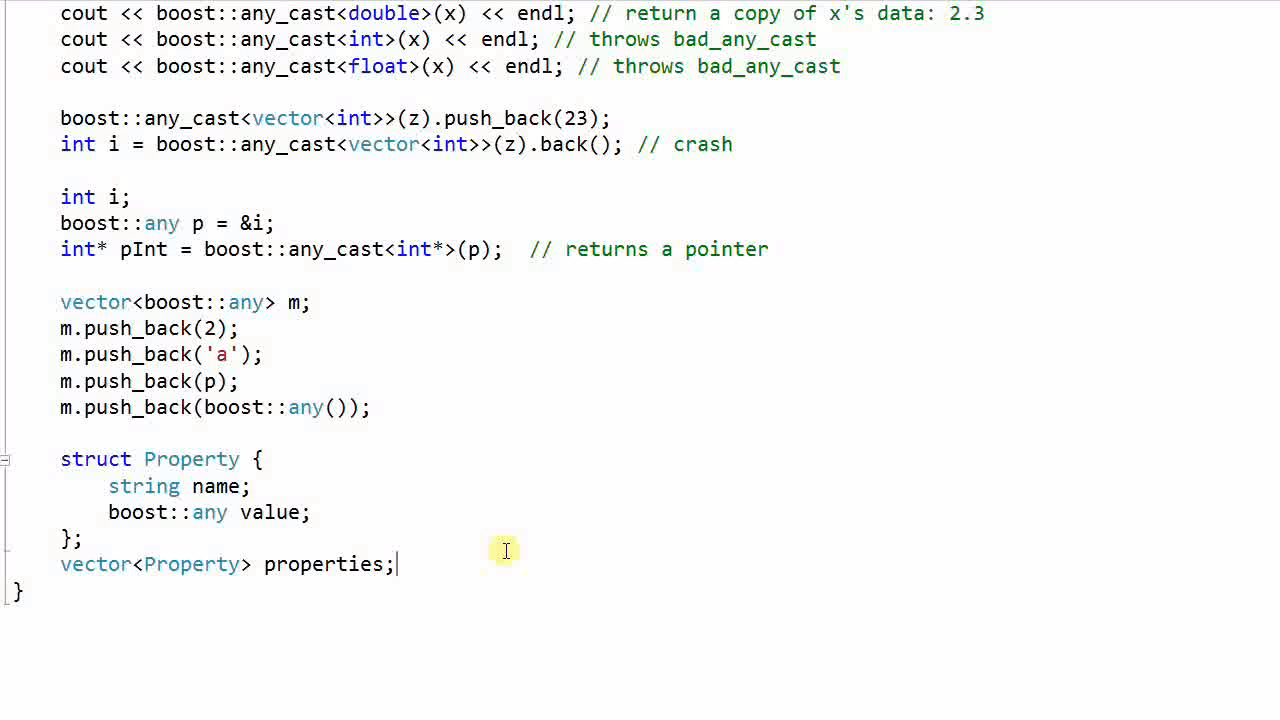 cout << boost::any_cast<double>(x) << endl; // return a copy of x's data: 2.3
cout << boost::any_cast<int>(x) << endl; // throws bad_any_cast
cout << boost::any_cast<float>(x) << endl; // throws bad_any_cast
boost::any_cast<vector<int>>(z).push_back(23);
int i = boost::any_cast<vector<int>>(z).back(); // crash
int i;
boost::any p = &i;
int* pInt = boost::any_cast<int*>(p);  // returns a pointer
vector<boost::any> m;
m.push_back(2);
m.push_back('a');
m.push_back(p);
m.push_back(boost::any());
struct Property {
string name;
boost::any value;
};
vector<Property> properties;
}